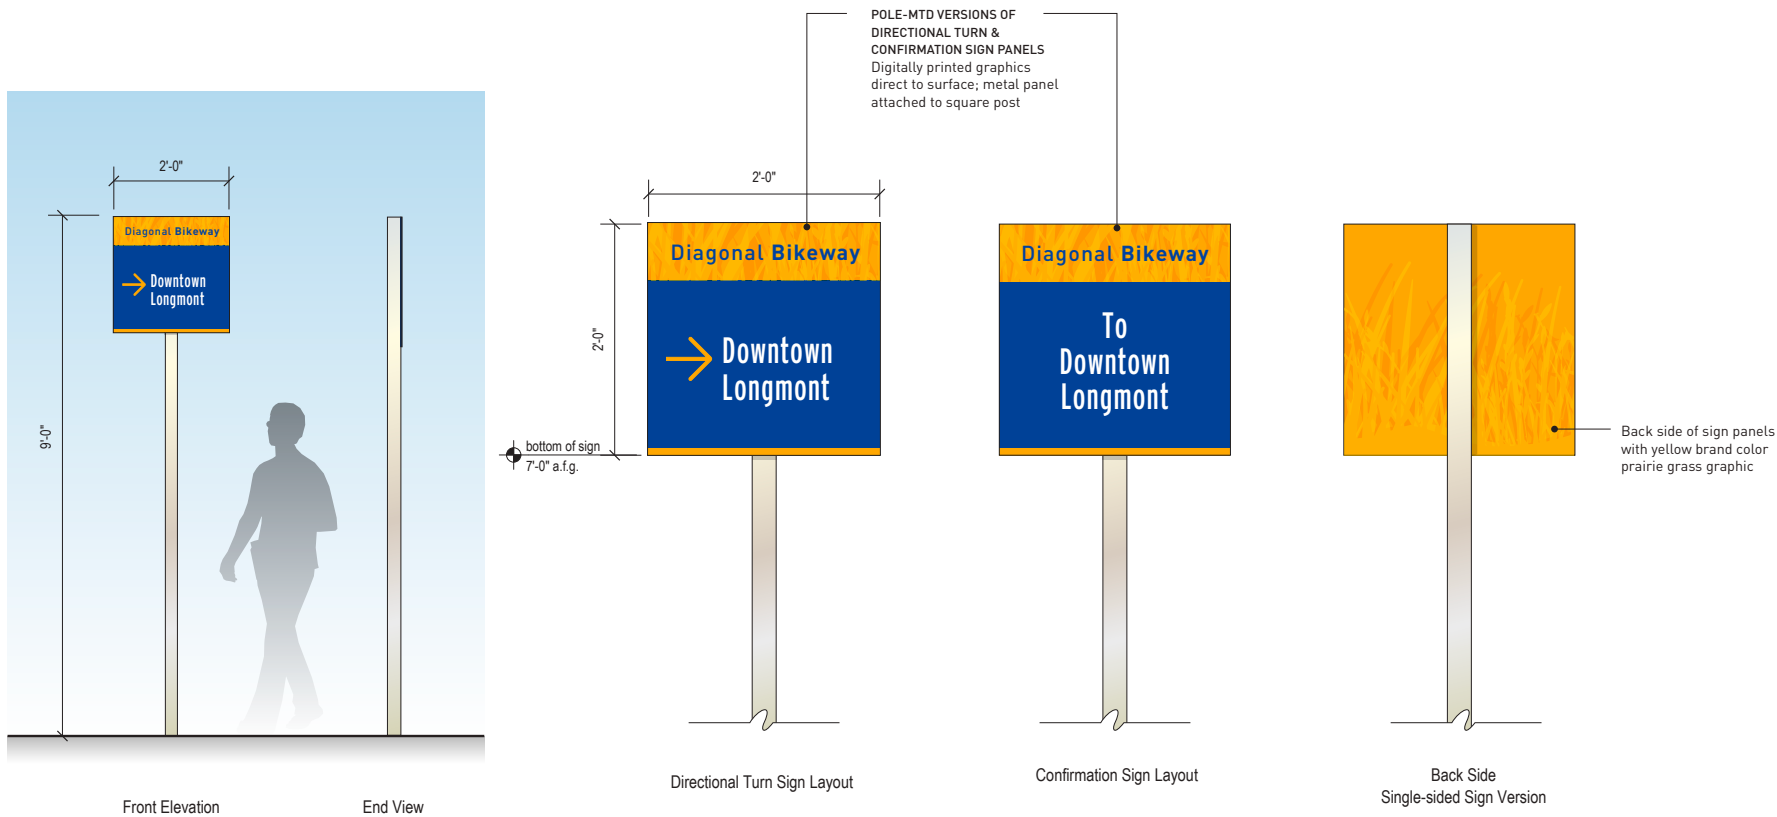 POLE-MTD VERSIONS OF
DIRECTIONAL TURN &
CONFIRMATION SIGN PANELS
Digitally printed graphics
direct to surface; metal panel
attached to square post
2'-0"
9'-0"
Diagonal Bikeway
Downtown
Longmont
Front Elevation
End View
2'-0"
2'-0"
bottom of sign
7'-0" a.f.g.
Diagonal Bikeway
Downtown
Longmont
Directional Turn Sign Layout
Diagonal Bikeway
To
Downtown
Longmont
Confirmation Sign Layout
Back side of sign panels
with yellow brand color
prairie grass graphic
Back Side
Single-sided Sign Version